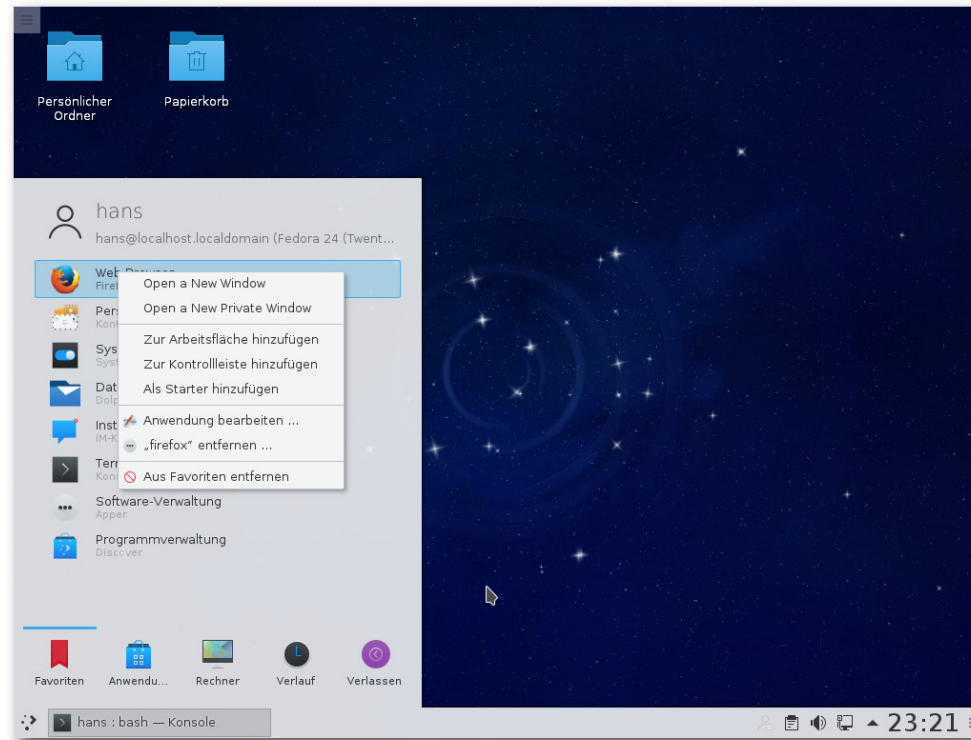 Persönlicher
Ordner
Papierkorb
hans
hans@localhost.localdomain (Fedora 24 (Twent...
Open a New Window
Open a New Private Window
Zur Arbeitsfläche hinzufügen
Zur Kontrollleiste hinzufügen
Als Starter hinzufügen
Anwendung bearbeiten ...
„firefox“ entfernen ...
Aus Favoriten entfernen
Software-Verwaltung
Apper
Programmverwaltung
Discover
Favoriten
Anwendu...
Rechner
Verlauf
Verlassen
hans : bash — Konsole
23:21